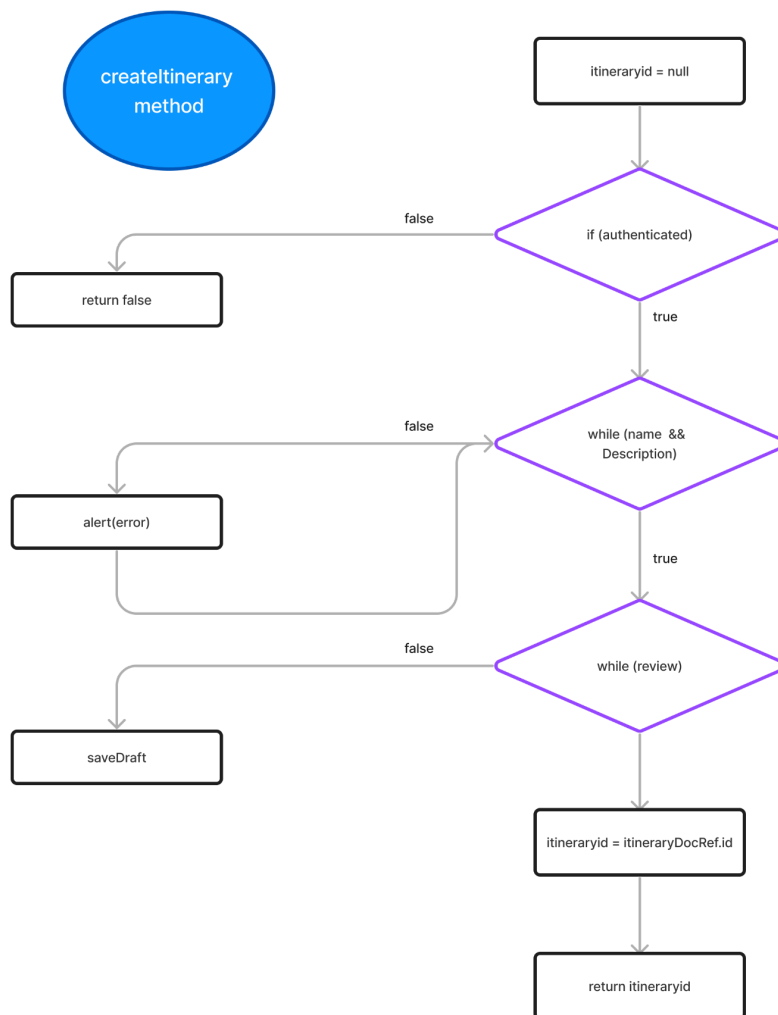 createItinerary
method
itineraryid = null
false
if (authenticated)
return false
true
false
while (name && 
Description)
alert(error)
true
false
while (review)
saveDraft
itineraryid = itineraryDocRef.id
return itineraryid